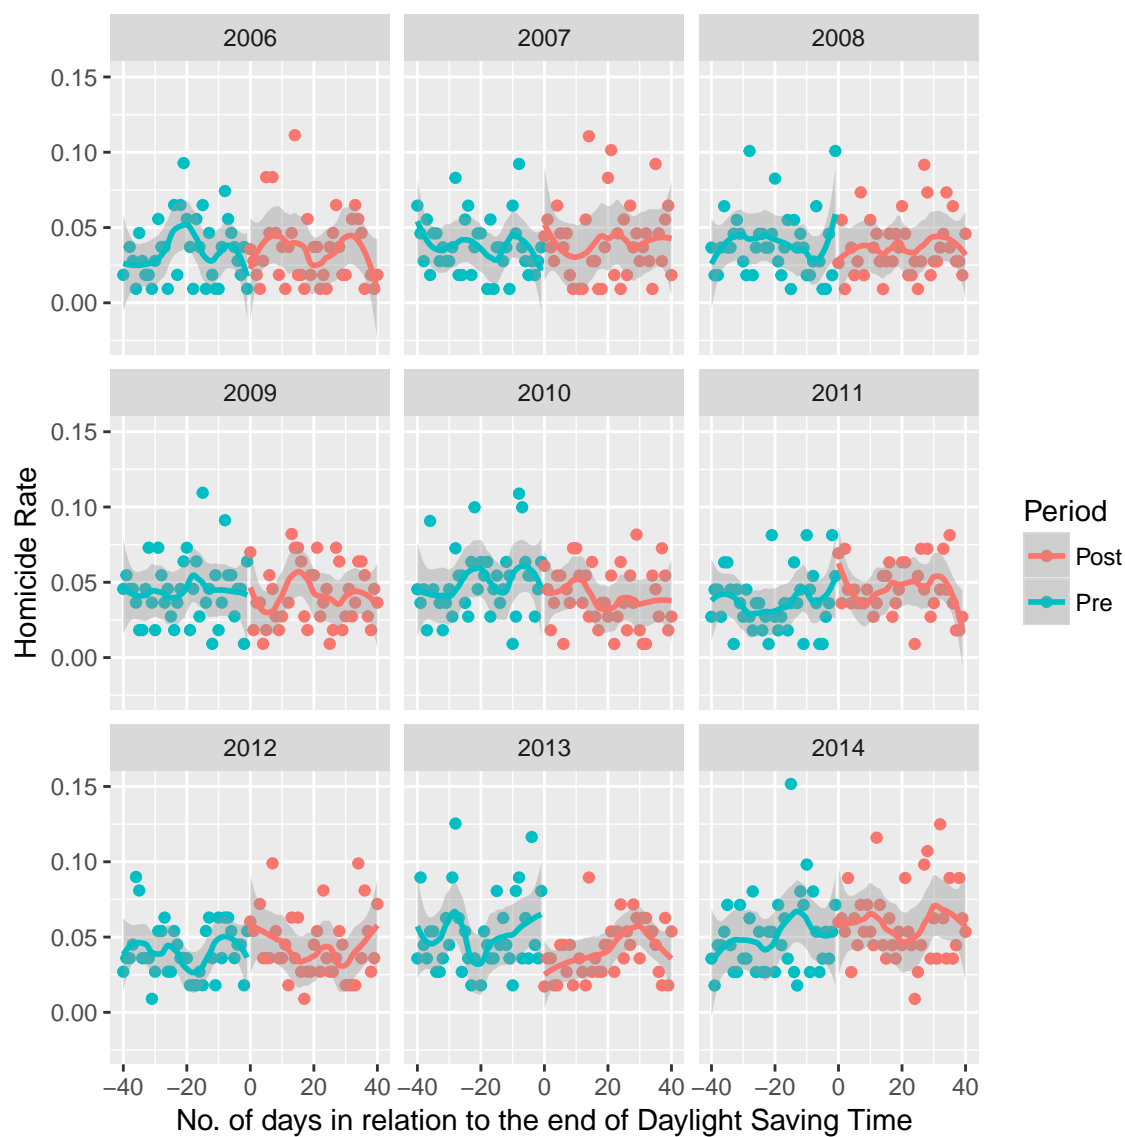 2006 2007 2008
0.15
0.10
0.05
0.00
2009 2010 2011
0.15
0.10
0.05
0.00
2012 2013 2014
0.15
0.10
0.05
0.00
−40 −20 0 20 40 −40 −20 0 20 40 −40 −20 0 20 40
No. of days in relation to the end of Daylight Saving Time
Homicide Rate
Period
Post
Pre